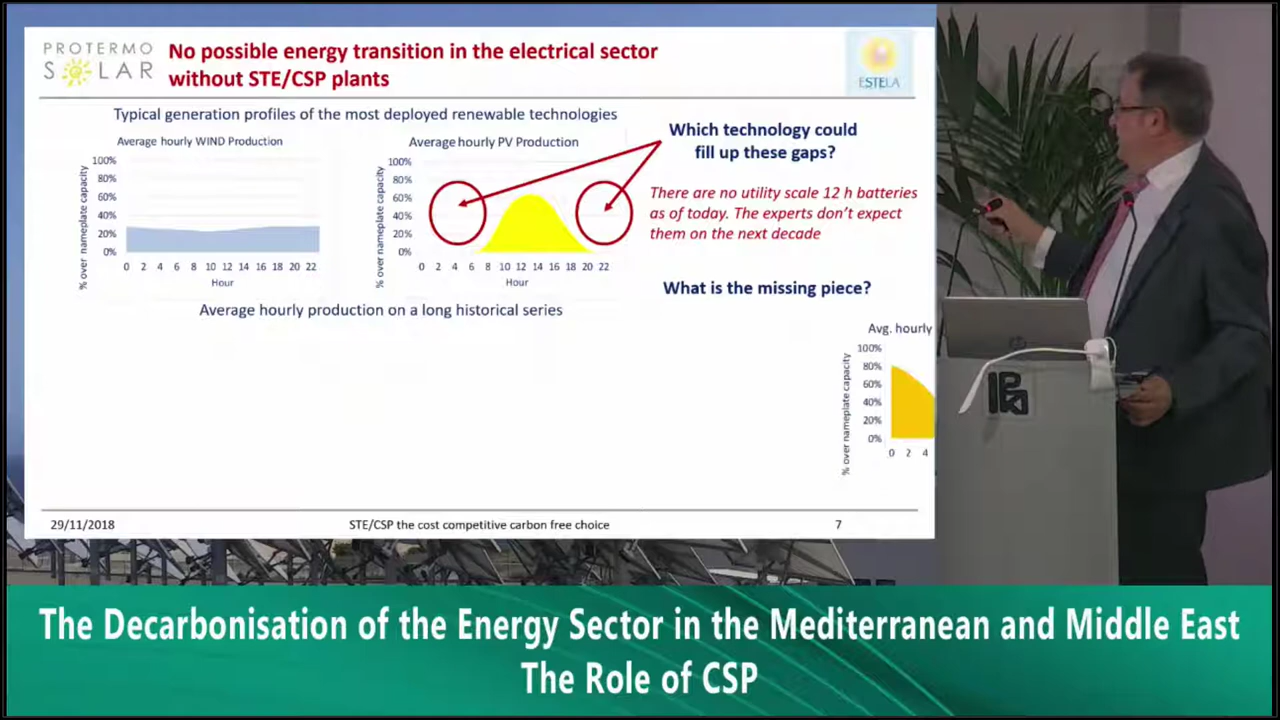 PROTERMO
SOLAR
No possible energy transition in the electrical sector
without STE/CSP plants
ESTELA
Typical generation profiles of the most deployed renewable technologies
Average hourly WIND Production
% over nameplate capacity
100%
80%
60%
40%
20%
0%
0 2 4 6 8 10 12 14 16 18 20 22
Hour
Average hourly PV Production
% over nameplate capacity
100%
80%
60%
40%
20%
0%
0 2 4 6 8 10 12 14 16 18 20 22
Hour
Average hourly production on a long historical series
Which technology could
fill up these gaps?
There are no utility scale 12 h batteries
as of today. The experts don't expect
them on the next decade
What is the missing piece?
Avg. hourly
% over nameplate capacity
100%
80%
60%
40%
20%
0%
0 2 4
29/11/2018
STE/CSP the cost competitive carbon free choice
7
The Decarbonisation of the Energy Sector in the Mediterranean and Middle East
The Role of CSP